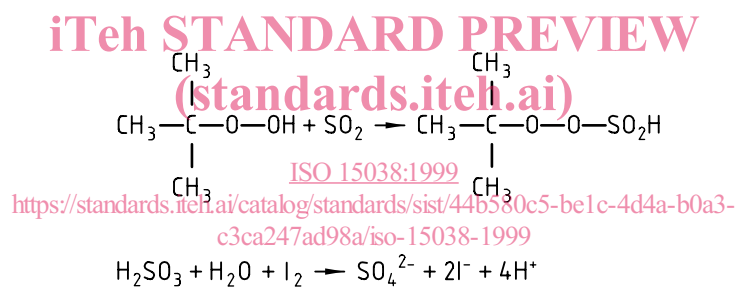 iTeh STANDARD PREVIEW
CH₃ CH₃
(standards.iteh.ai)
CH₃—C—O—OH + SO₂ → CH₃—C—O—O—SO₂H
ISO 15038:1999
CH₃ CH₃
https://standards.iteh.ai/catalog/standards/sist/44b580c5-be1c-4d4a-b0a3-
c3ca247ad98a/iso-15038-1999
H₂SO₃ + H₂O + I₂ → SO₄²⁻ + 2I⁻ + 4H⁺